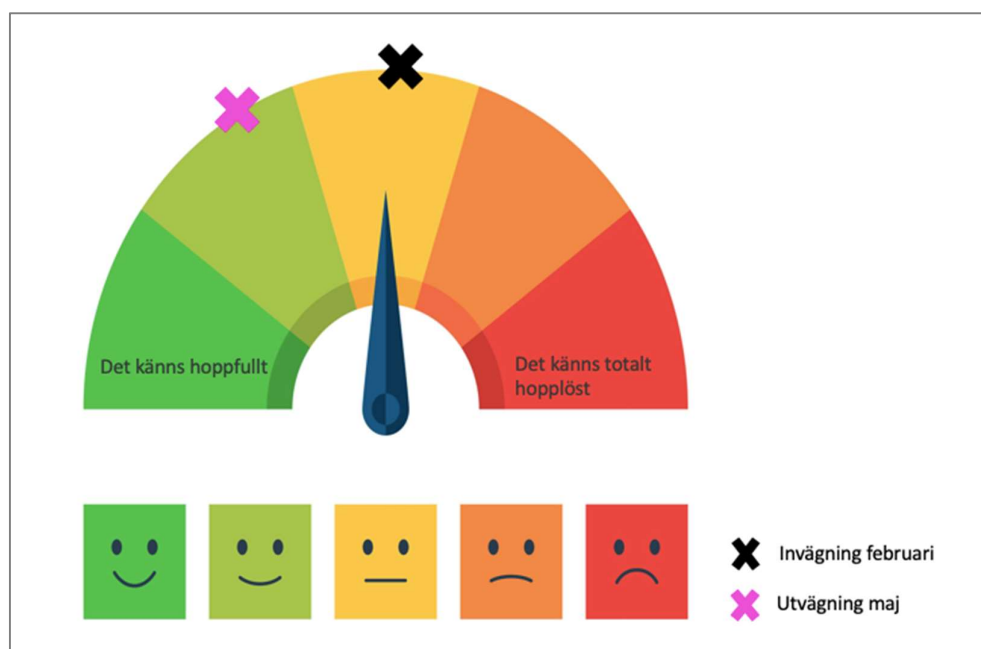 Det känns hoppfullt
Det känns totalt
hopplöst
Invägning februari
Utvägning maj